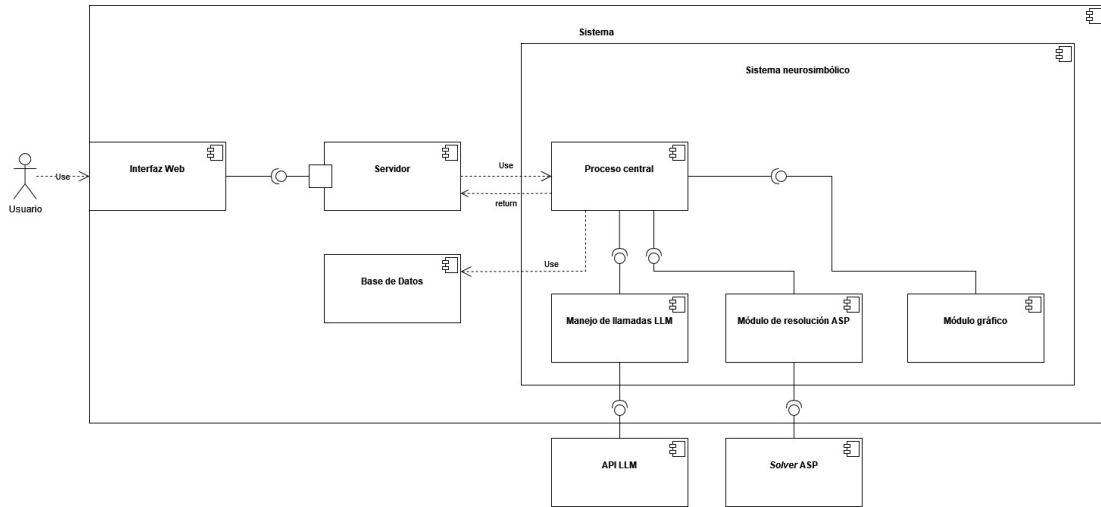 Sistema
Sistema neurosimbólico
Interfaz Web
Servidor
Use
Proceso central
Use
Usuario
return
Use
Base de Datos
Manejo de llamadas LLM
Módulo de resolución ASP
Módulo gráfico
API LLM
Solver ASP